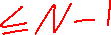 ≤ N - 1